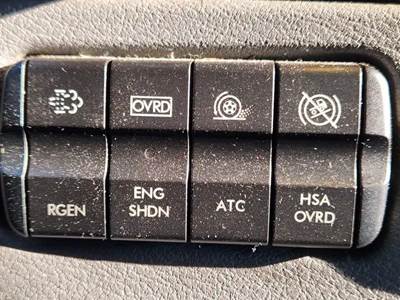 OVRD
RGEN
ENG
SHDN
ATC
HSA
OVRD